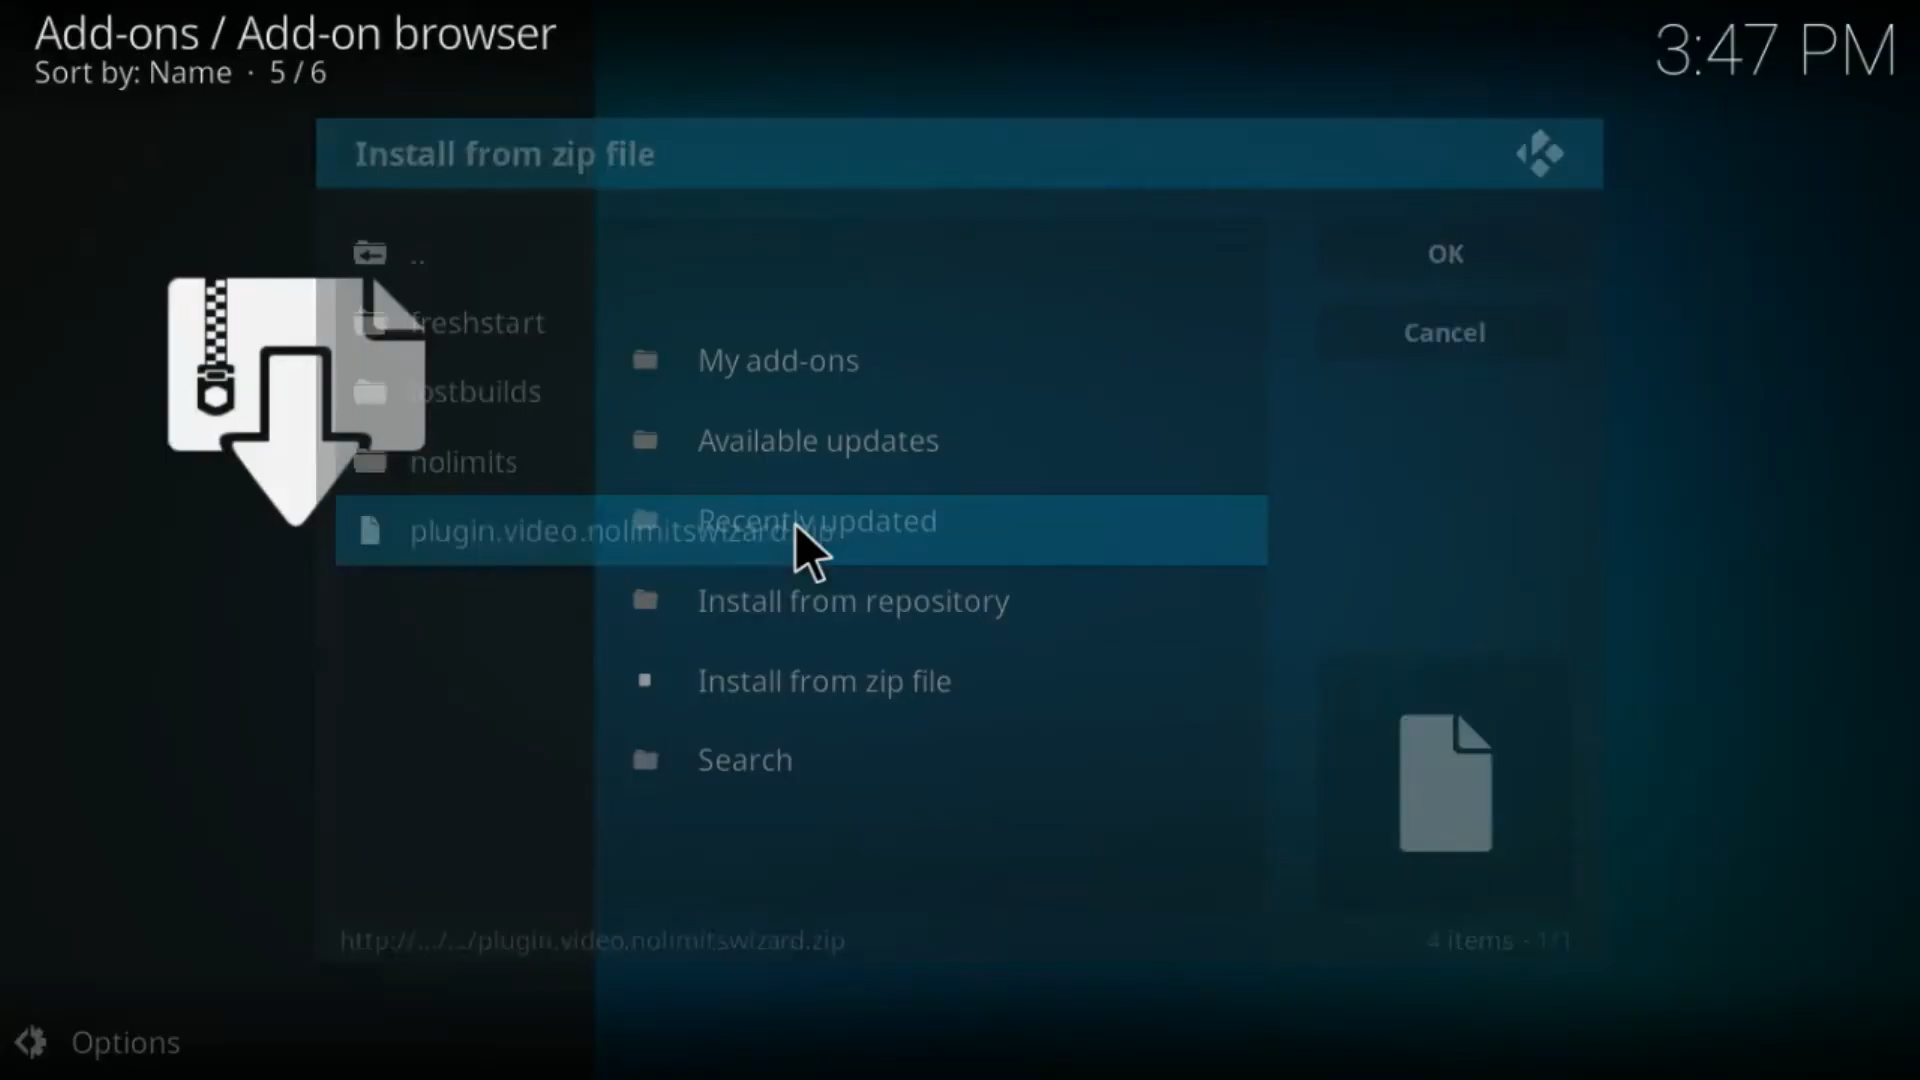 Add-ons / Add-on browser
Sort by: Name · 5 / 6
3:47 PM
Install from zip file
..
freshstart
lostbuilds
nolimits
plugin.video.nolimitswizard.zip
OK
Cancel
My add-ons
Available updates
Recently updated
Install from repository
Install from zip file
Search
http://.../.../plugin.video.nolimitswizard.zip
4 items - 1/1
Options